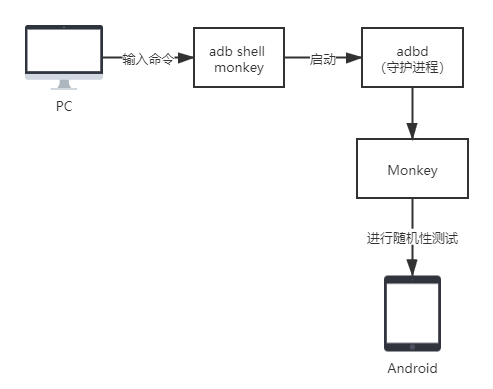 输入命令
adb shell
monkey
启动
adbd
（守护进程）
PC
Monkey
进行随机性测试
Android